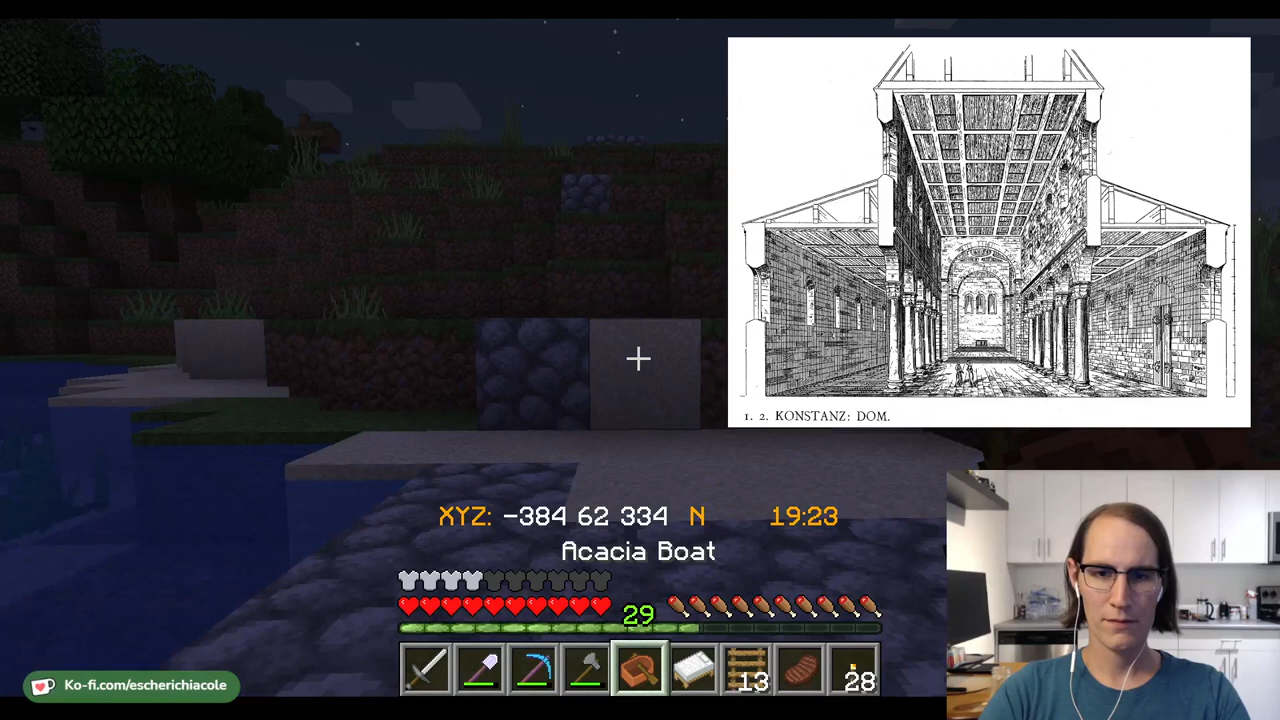 1. 2. KONSTANZ: DOM.
XYZ: -384 62 334 N 19:23
Acacia Boat
29
13
28
Ko-fi.com/escherichiacole